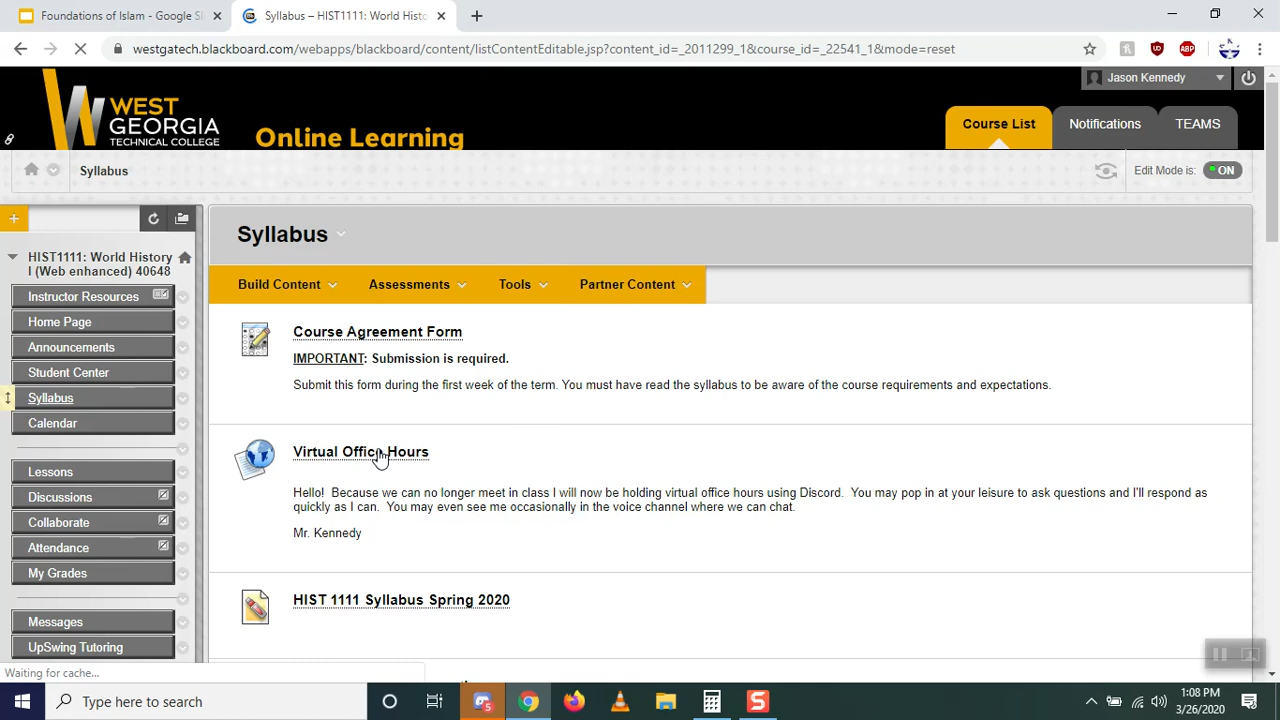 Foundations of Islam - Google Sl
Syllabus – HIST1111: World Histo
westgatech.blackboard.com/webapps/blackboard/content/listContentEditable.jsp?content_id=_2011299_1&course_id=_22541_1&mode=reset
ABP
Jason Kennedy
WEST
GEORGIA
TECHNICAL COLLEGE
Online Learning
Course List
Notifications
TEAMS
Syllabus
Edit Mode is:
ON
HIST1111: World History
I (Web enhanced) 40648
Instructor Resources
Home Page
Announcements
Student Center
Syllabus
Calendar
Lessons
Discussions
Collaborate
Attendance
My Grades
Messages
UpSwing Tutoring
Syllabus
Build Content
Assessments
Tools
Partner Content
Course Agreement Form
IMPORTANT: Submission is required.
Submit this form during the first week of the term. You must have read the syllabus to be aware of the course requirements and expectations.
Virtual Office Hours
Hello! Because we can no longer meet in class I will now be holding virtual office hours using Discord. You may pop in at your leisure to ask questions and I'll respond as
quickly as I can. You may even see me occasionally in the voice channel where we can chat.
Mr. Kennedy
HIST 1111 Syllabus Spring 2020
Waiting for cache...
Type here to search
5
S
1:08 PM
3/26/2020